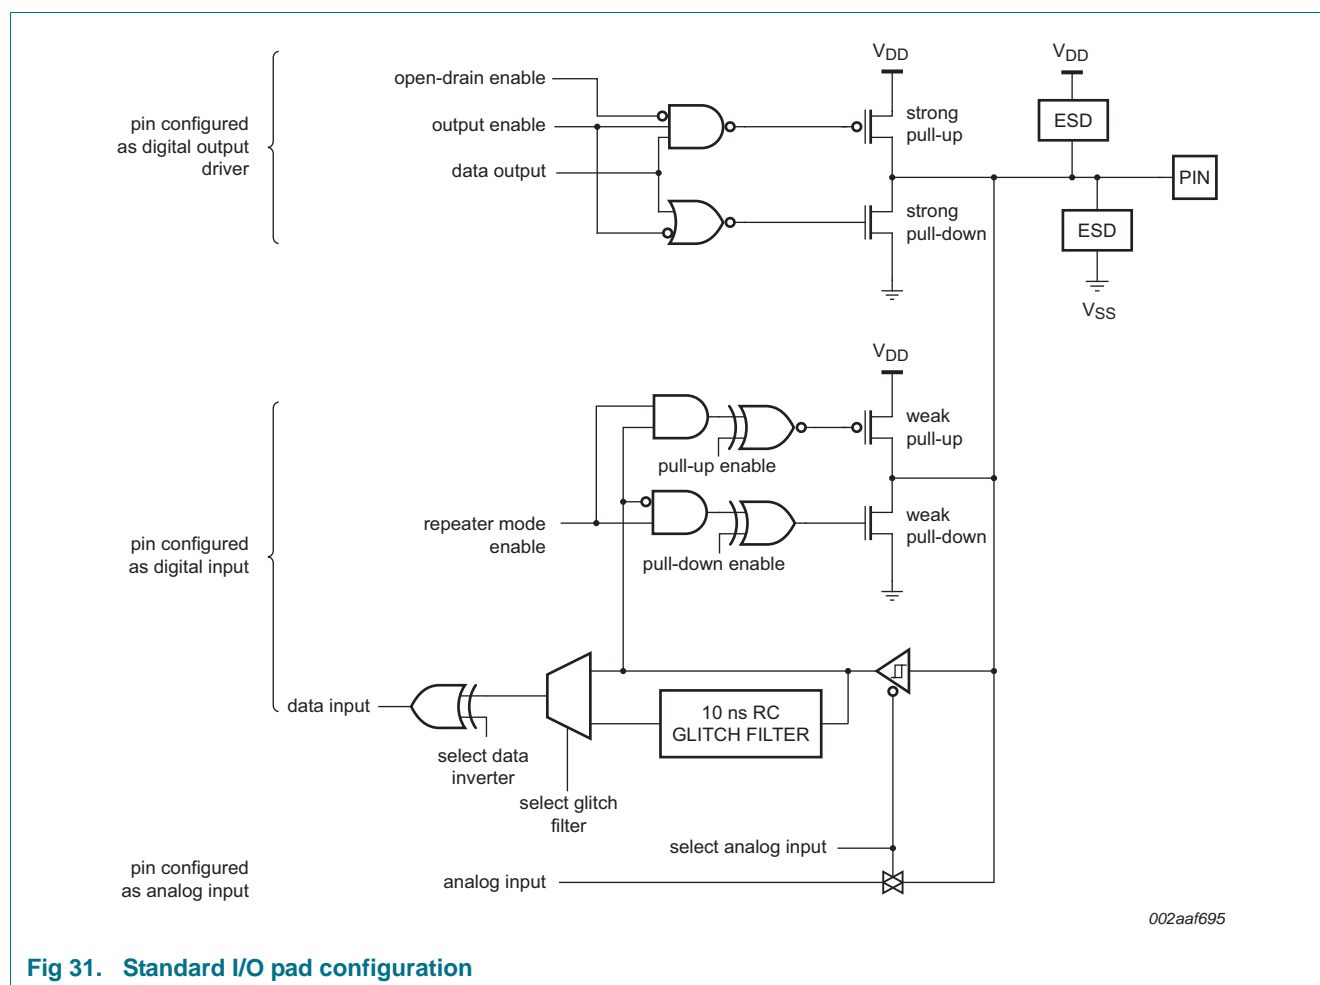 VDD
VDD
open-drain enable
strong
pull-up
ESD
pin configured
as digital output
driver
output enable
data output
PIN
strong
pull-down
ESD
VSS
VDD
weak
pull-up
pull-up enable
repeater mode
enable
weak
pull-down
pin configured
as digital input
pull-down enable
data input
10 ns RC
GLITCH FILTER
select data
inverter
select glitch
filter
select analog input
pin configured
as analog input
analog input
002aaf695
Fig 31. Standard I/O pad configuration